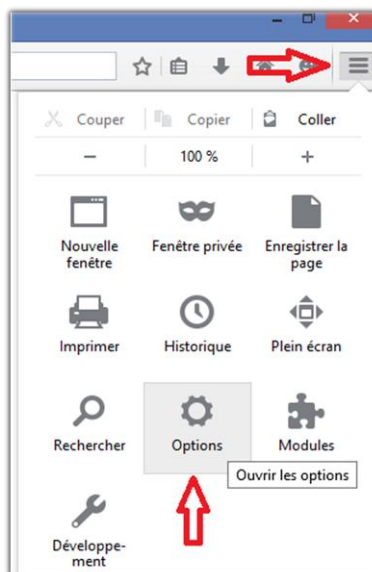 Couper Copier Coller
− 100 % +
Nouvelle fenêtre
Fenêtre privée
Enregistrer la page
Imprimer Historique Plein écran
Rechercher Options Modules
Ouvrir les options
Développe-
ment